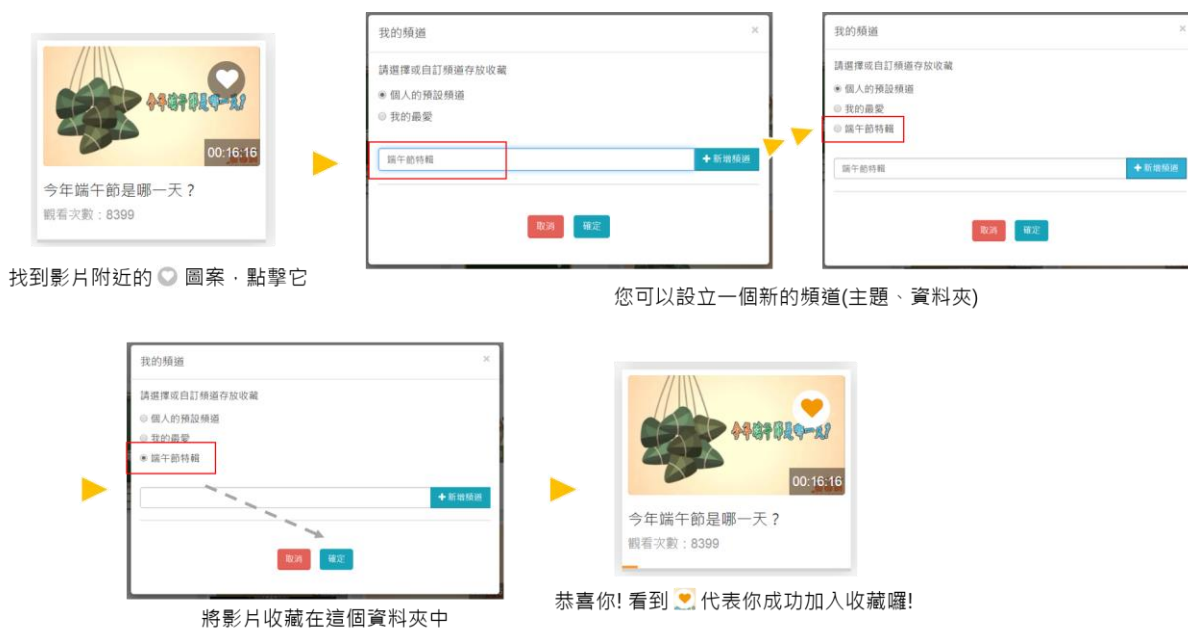 今年端午節是哪一天?
00:16:16
今年端午節是哪一天？
觀看次數：8399
找到影片附近的 圖案，點擊它
我的頻道
×
請選擇或自訂頻道存放收藏
個人的預設頻道
我的最愛
端午節特輯
+新增頻道
取消 確定
我的頻道
×
請選擇或自訂頻道存放收藏
個人的預設頻道
我的最愛
端午節特輯
端午節特輯
+新增頻道
取消 確定
您可以設立一個新的頻道(主題、資料夾)
我的頻道
×
請選擇或自訂頻道存放收藏
個人的預設頻道
我的最愛
端午節特輯
+新增頻道
取消 確定
將影片收藏在這個資料夾中
今年端午節是哪一天?
00:16:16
今年端午節是哪一天？
觀看次數：8399
恭喜你! 看到 代表你成功加入收藏囉!